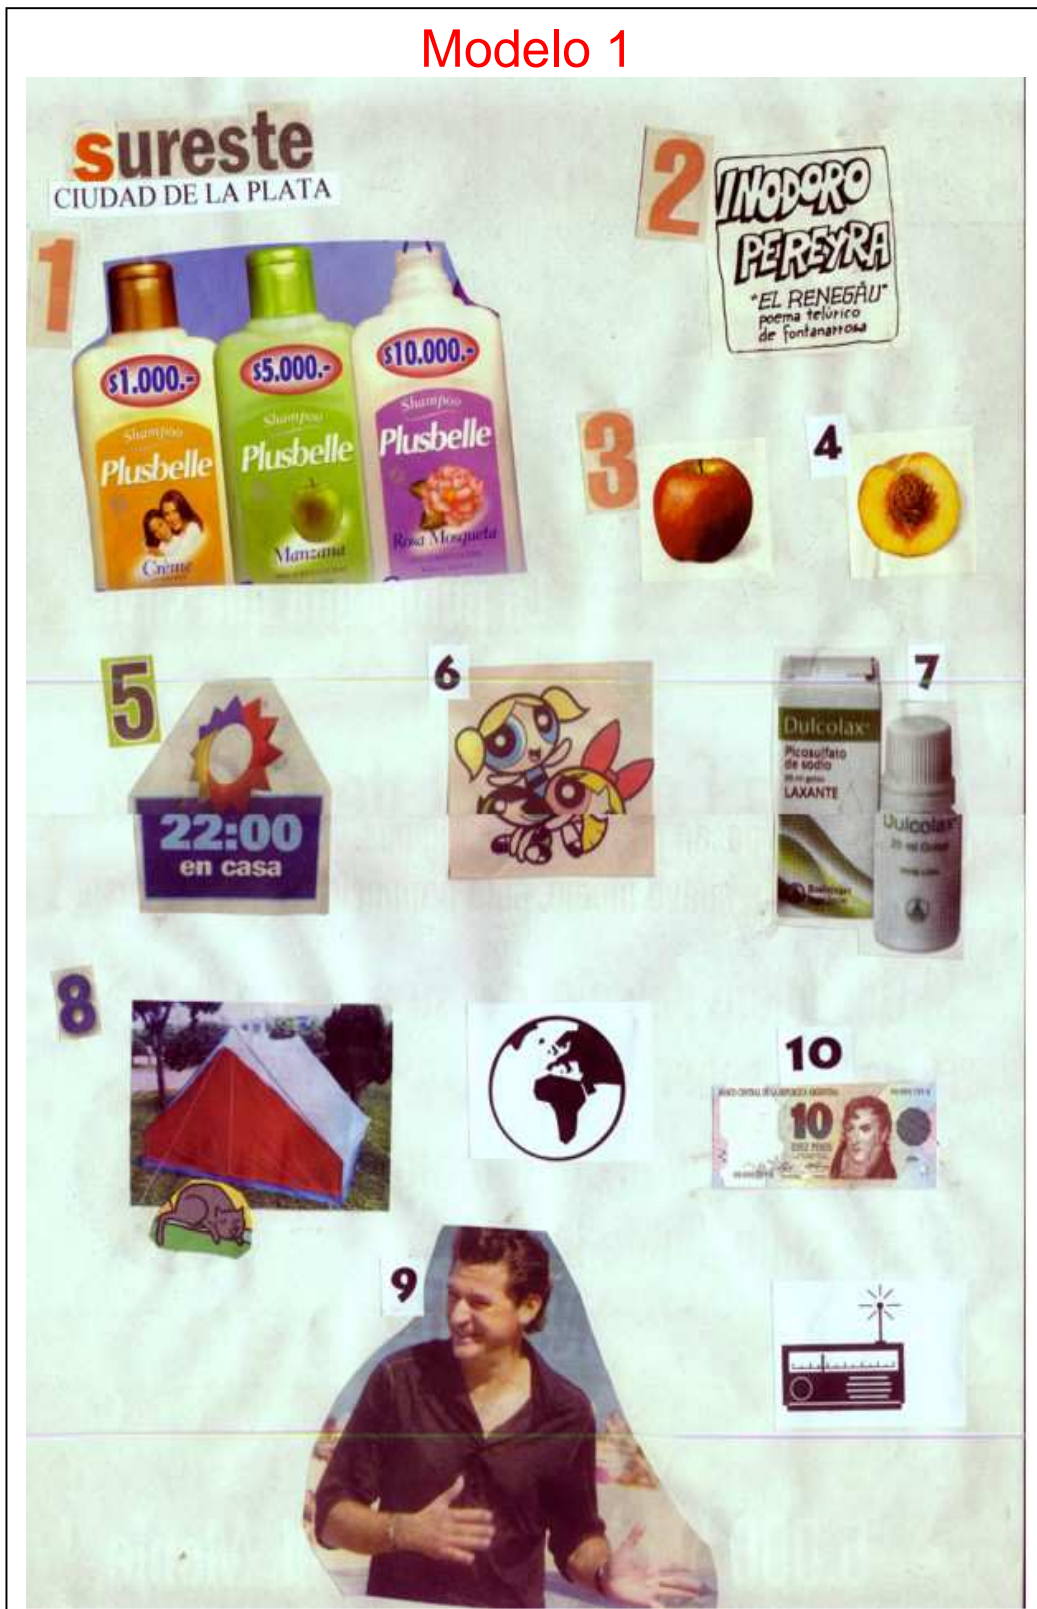 Modelo 1
sureste
CIUDAD DE LA PLATA
1
$1.000.-
$5.000.-
$10.000.-
Shampoo
Plusbelle
Creme
Shampoo
Plusbelle
Manzana
Shampoo
Plusbelle
Rosa Mosqueta
2
INODORO
PEREYRA
"EL RENEGÁU"
poema telúrico
de fontanarrosa
3
4
5
22:00
en casa
6
7
Dulcolax
Picosulfato
de sodio
LAXANTE
Dulcolax
8
10
BANCO CENTRAL DE LA REPUBLICA ARGENTINA
10
DIEZ PESOS
9